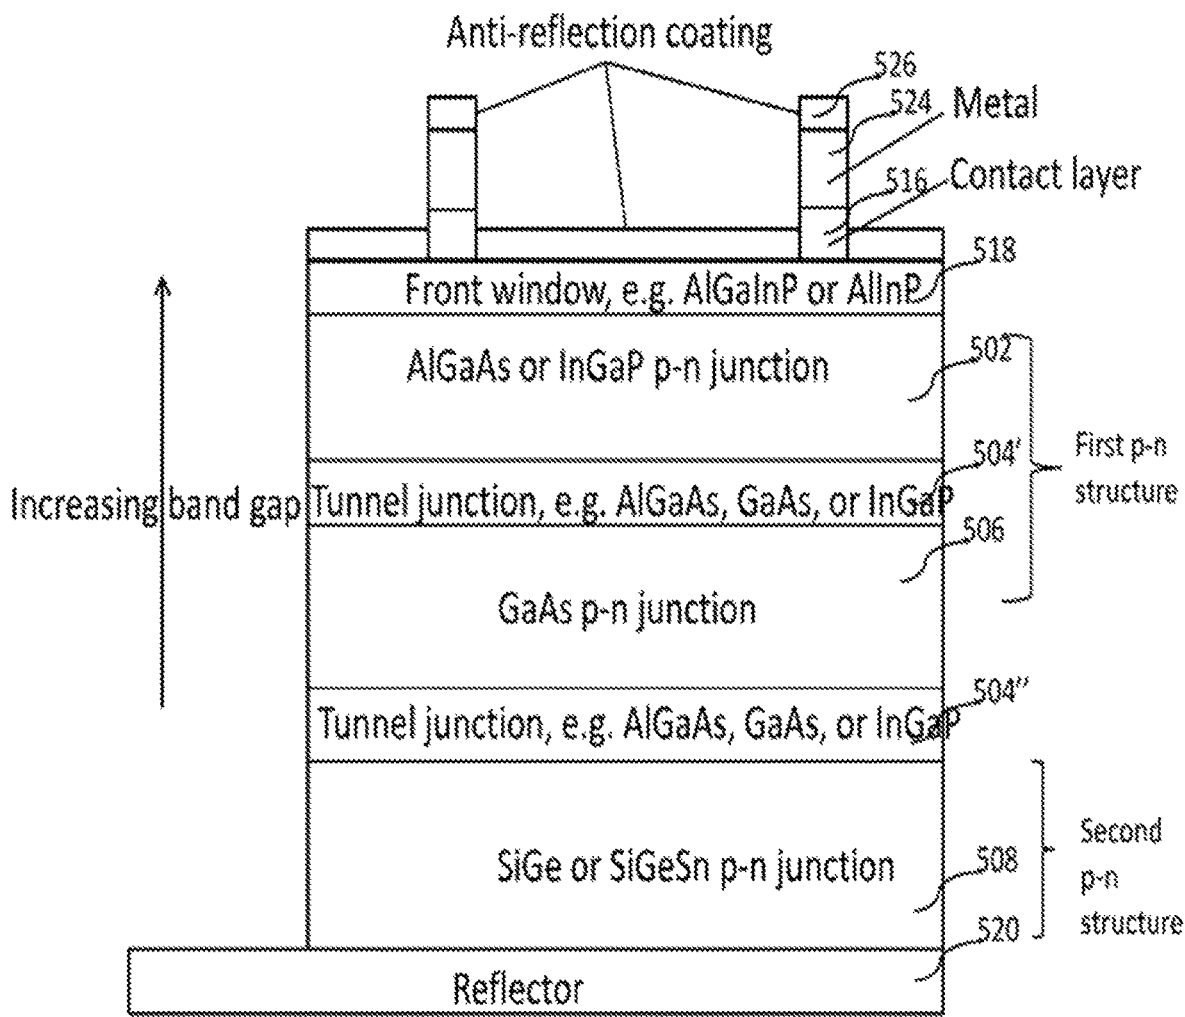 Anti-reflection coating
526
524
Metal
516
Contact layer
518
Front window, e.g. AlGaInP or AlInP
502
AlGaAs or InGaP p-n junction
First p-n
structure
504'
Increasing band gap
Tunnel junction, e.g. AlGaAs, GaAs, or InGaP
506
GaAs p-n junction
504''
Tunnel junction, e.g. AlGaAs, GaAs, or InGaP
Second
p-n
structure
SiGe or SiGeSn p-n junction
508
520
Reflector